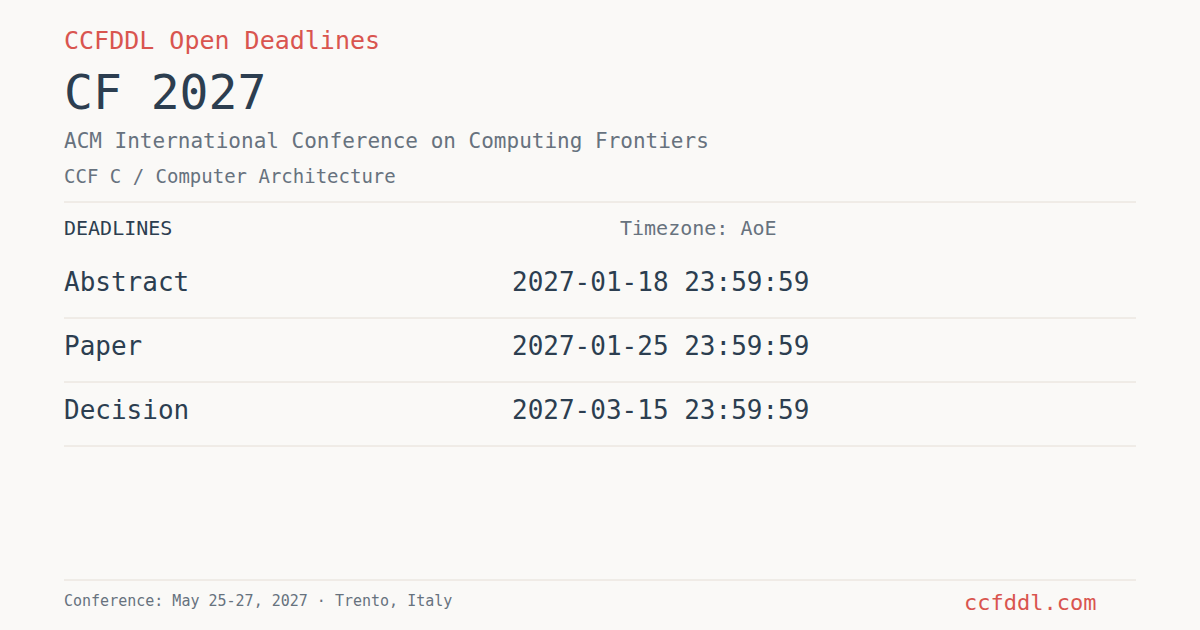 CCFDDL Open Deadlines
CF 2027
ACM International Conference on Computing Frontiers
CCF C / Computer Architecture
DEADLINES Timezone: AoE
Abstract 2027-01-18 23:59:59
Paper 2027-01-25 23:59:59
Decision 2027-03-15 23:59:59
Conference: May 25-27, 2027 · Trento, Italy ccfddl.com